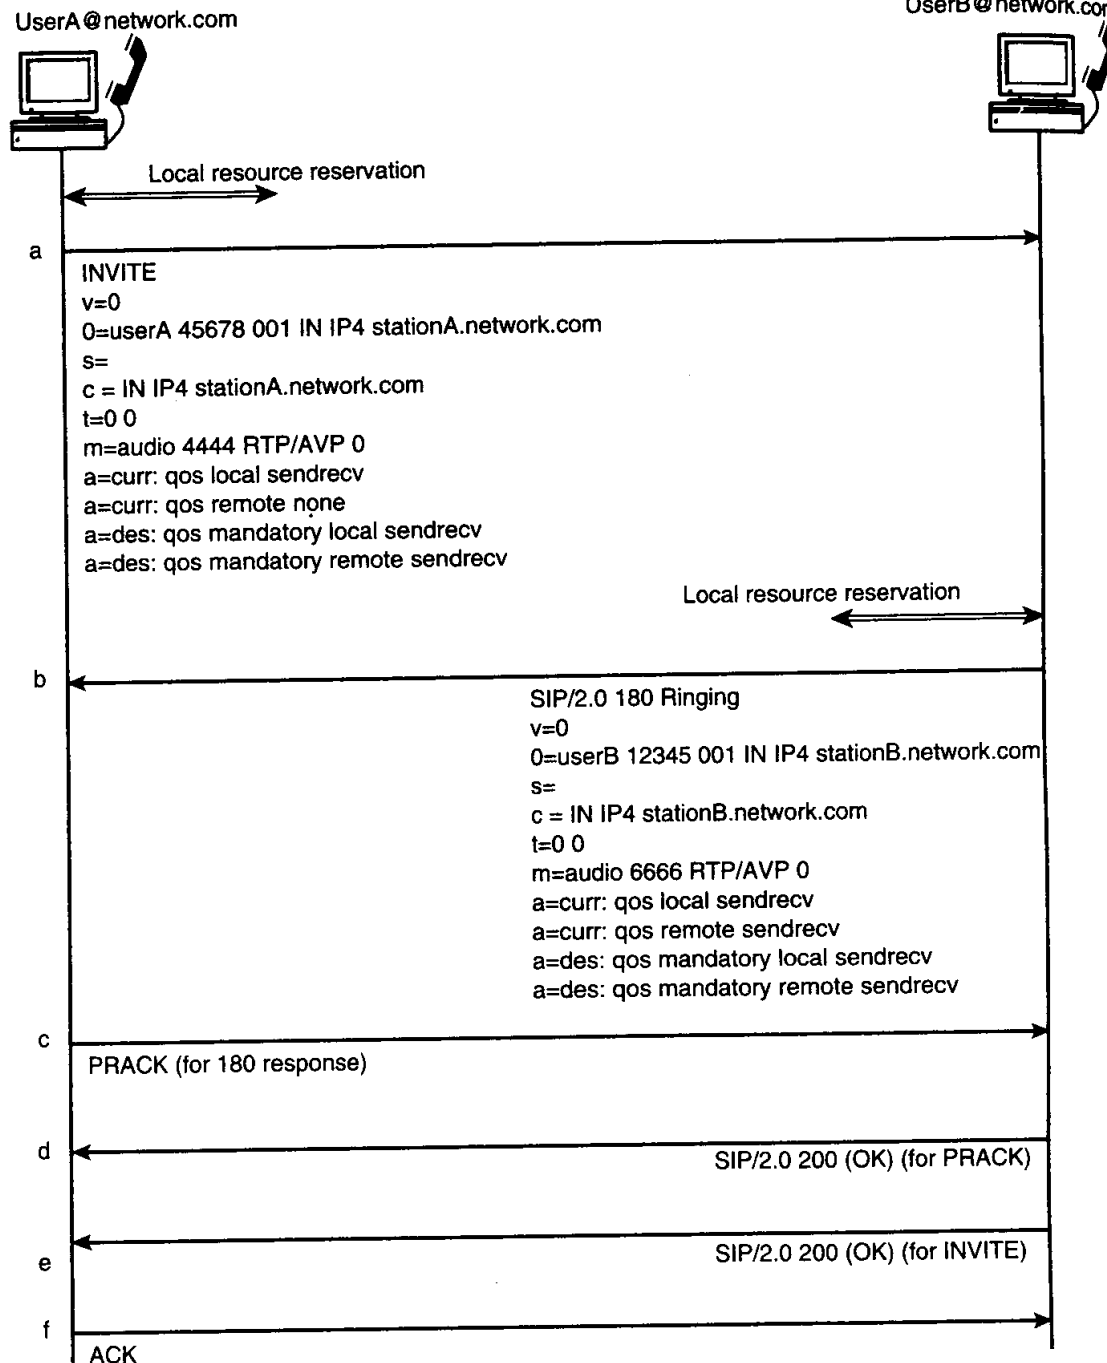 UserA@network.com
UserB@network.com
Local resource reservation
a
INVITE
v=0
0=userA 45678 001 IN IP4 stationA.network.com
s=
c = IN IP4 stationA.network.com
t=0 0
m=audio 4444 RTP/AVP 0
a=curr: qos local sendrecv
a=curr: qos remote none
a=des: qos mandatory local sendrecv
a=des: qos mandatory remote sendrecv
Local resource reservation
b
SIP/2.0 180 Ringing
v=0
0=userB 12345 001 IN IP4 stationB.network.com
s=
c = IN IP4 stationB.network.com
t=0 0
m=audio 6666 RTP/AVP 0
a=curr: qos local sendrecv
a=curr: qos remote sendrecv
a=des: qos mandatory local sendrecv
a=des: qos mandatory remote sendrecv
c
PRACK (for 180 response)
d
SIP/2.0 200 (OK) (for PRACK)
e
SIP/2.0 200 (OK) (for INVITE)
f
ACK